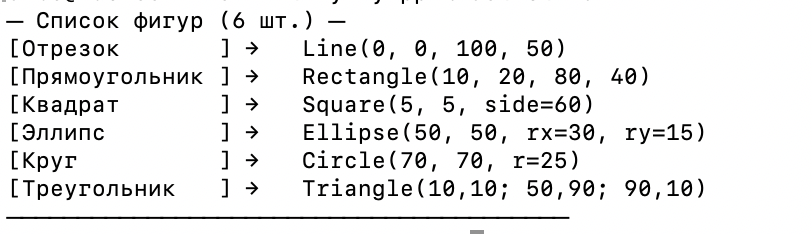 — Список фигур (6 шт.) —
[Отрезок       ] →   Line(0, 0, 100, 50)
[Прямоугольник ] →   Rectangle(10, 20, 80, 40)
[Квадрат       ] →   Square(5, 5, side=60)
[Эллипс        ] →   Ellipse(50, 50, rx=30, ry=15)
[Круг          ] →   Circle(70, 70, r=25)
[Треугольник   ] →   Triangle(10,10; 50,90; 90,10)